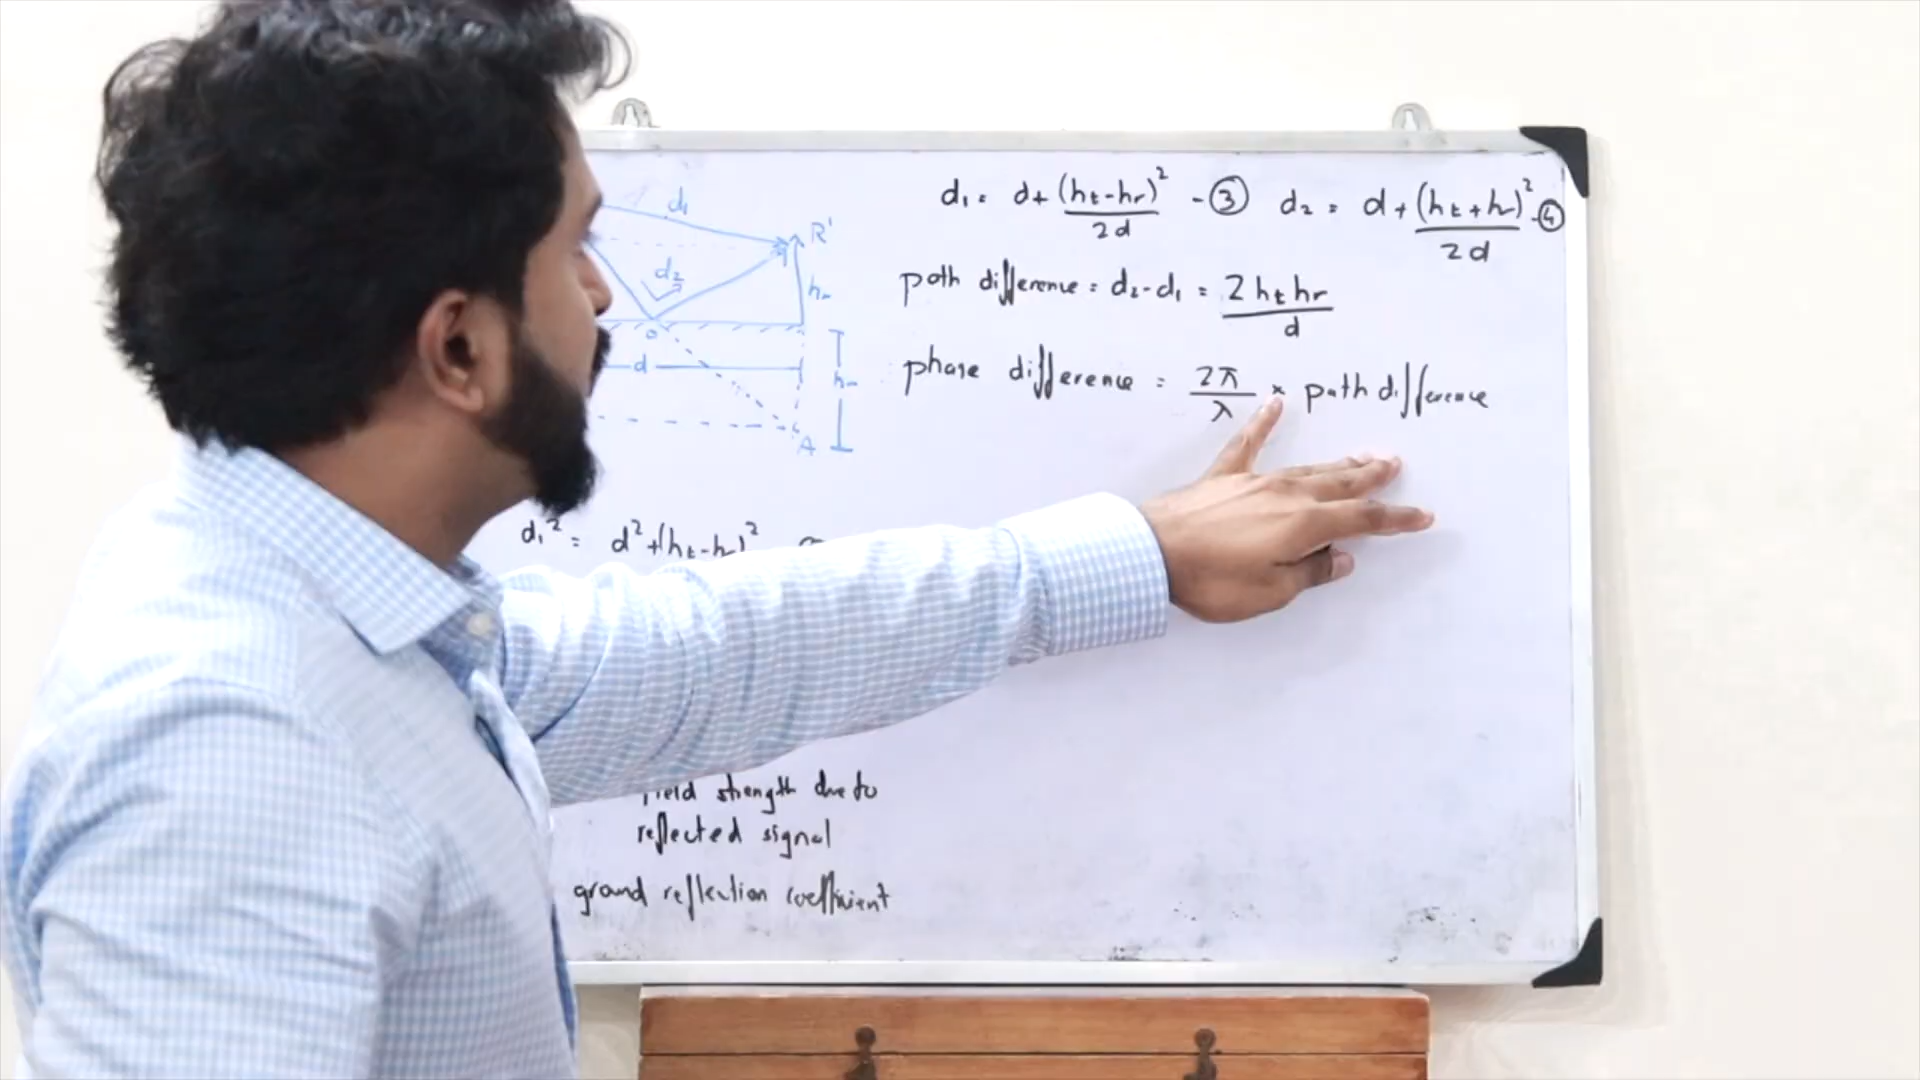 d₁ = d + (hₜ - hᵣ)² / 2d - ③ d₂ = d + (hₜ + hᵣ)² / 2d - ④
path difference = d₂ - d₁ = 2 hₜ hᵣ / d
phase difference = 2π / λ × path difference
d₁
R'
d₂
hᵣ
o
d
hᵣ
A
d₁² = d² + (hₜ - hᵣ)²
field strength due to
reflected signal
ground reflection coefficient